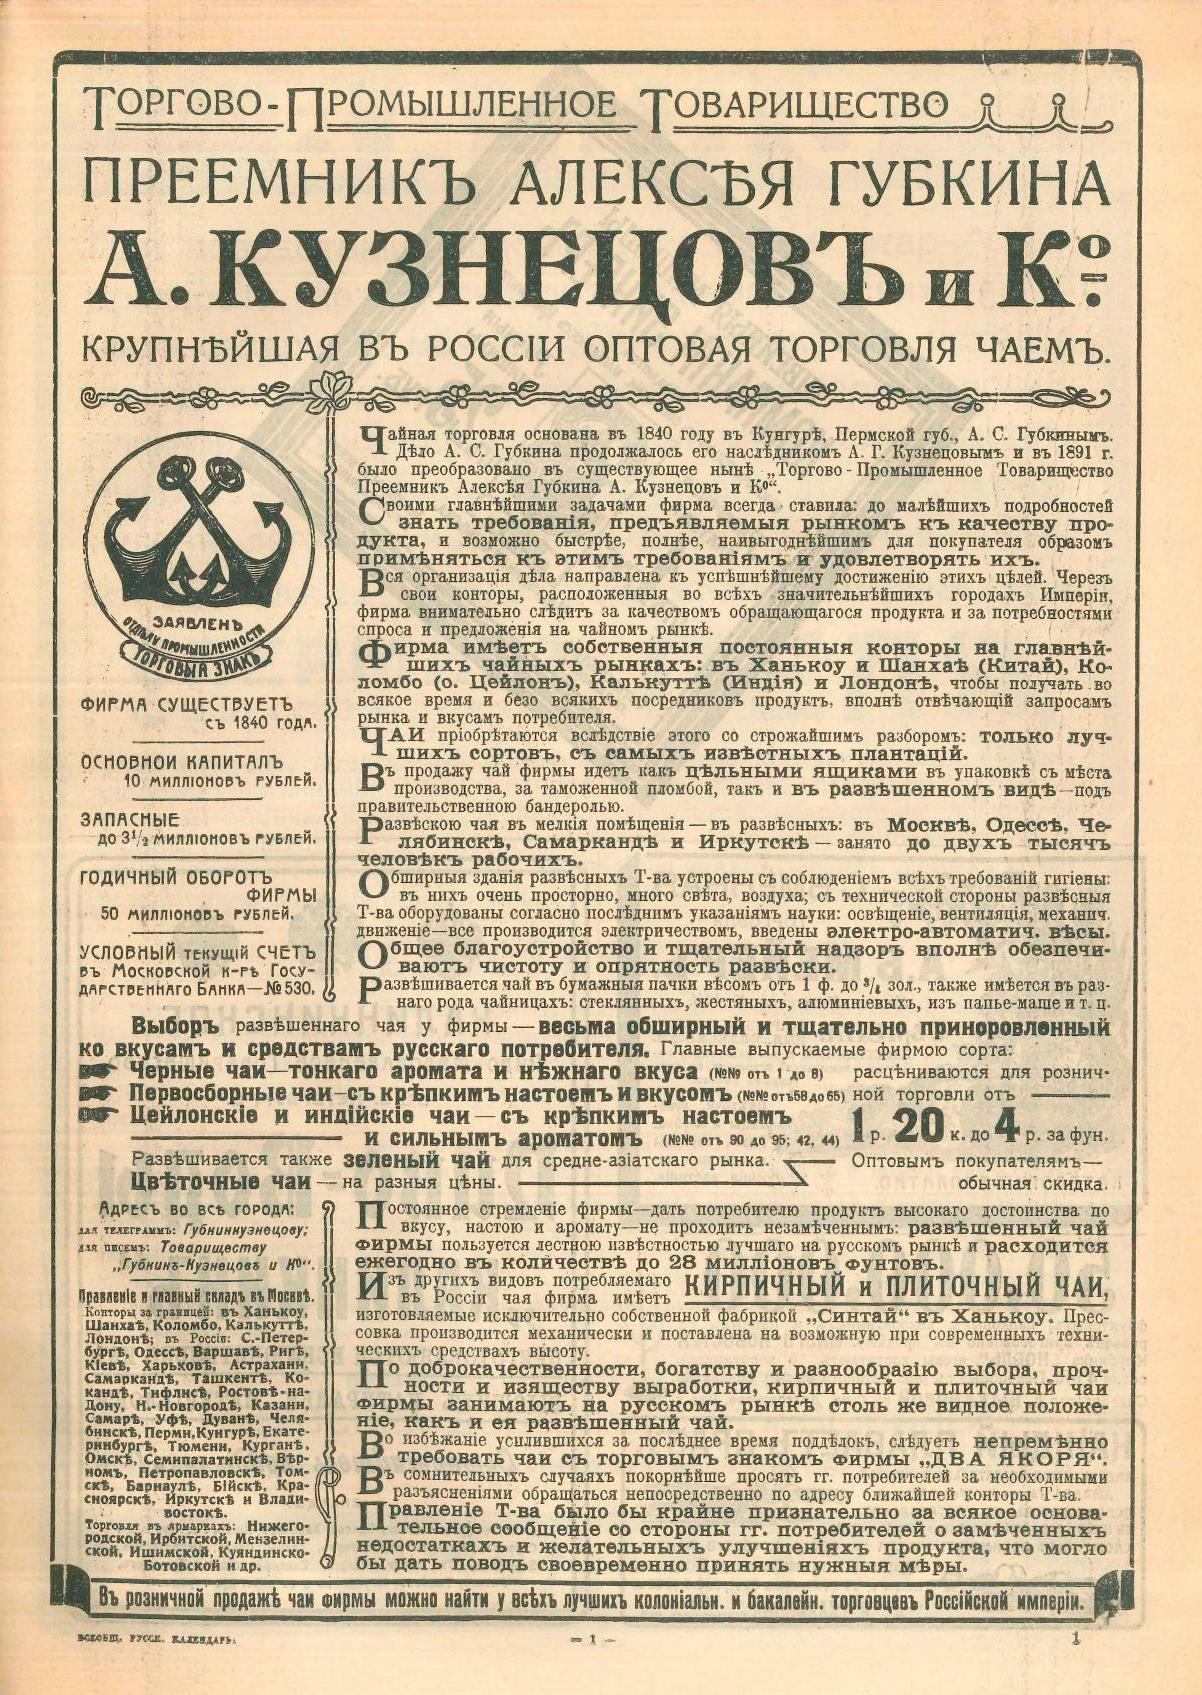 Торгово-Промышленное Товарищество
ПРЕЕМНИКЪ АЛЕКСѢЯ ГУБКИНА
А. КУЗНЕЦОВЪ и Ко.
КРУПНѢЙШАЯ ВЪ РОССІИ ОПТОВАЯ ТОРГОВЛЯ ЧАЕМЪ.
ЗАЯВЛЕНЪ
ОТДѢЛУ ПРОМЫШЛЕННОСТИ
ТОРГОВЫЙ ЗНАКЪ
ФИРМА СУЩЕСТВУЕТЪ
съ 1840 года.
ОСНОВНОЙ КАПИТАЛЪ
10 миллионовъ рублей.
ЗАПАСНЫЕ
до 3½ миллионовъ рублей.
ГОДИЧНЫЙ ОБОРОТЪ
ФИРМЫ
50 миллионовъ рублей.
УСЛОВНЫЙ текущій СЧЕТЪ
въ Московской к-рѣ Госу-
дарственнаго Банка—№530.
Чайная торговля основана въ 1840 году въ Кунгурѣ, Пермской губ., А. С. Губкинымъ.
Дѣло А. С. Губкина продолжалось его наслѣдникомъ А. Г. Кузнецовымъ и въ 1891 г.
было преобразовано въ существующее нынѣ „Торгово-Промышленное Товарищество
Преемникъ Алексѣя Губкина А. Кузнецовъ и Ко“.
Своими главнѣйшими задачами фирма всегда ставила: до малѣйшихъ подробностей
знать требованія, предъявляемыя рынкомъ къ качеству про-
дукта, и возможно быстрѣе, полнѣе, наивыгоднѣйшимъ для покупателя образомъ
примѣняться къ этимъ требованіямъ и удовлетворять ихъ.
Вся организація дѣла направлена къ успѣшнѣйшему достиженію этихъ цѣлей. Черезъ
свои конторы, расположенныя во всѣхъ значительнѣйшихъ городахъ Имперіи,
фирма внимательно слѣдитъ за качествомъ обращающагося продукта и за потребностями
спроса и предложенія на чайномъ рынкѣ.
Фирма имѣетъ собственныя постоянныя конторы на главнѣй-
шихъ чайныхъ рынкахъ: въ Ханькоу и Шанхаѣ (Китай), Ко-
ломбо (о. Цейлонъ), Калькуттѣ (Индія) и Лондонѣ, чтобы получать во
всякое время и безо всякихъ посредниковъ продуктъ, вполнѣ отвѣчающій запросамъ
рынка и вкусамъ потребителя.
ЧАИ пріобрѣтаются вслѣдствіе этого со строжайшимъ разборомъ: только луч-
шихъ сортовъ, съ самыхъ извѣстныхъ плантацій.
Въ продажу чай фирмы идетъ какъ цѣльными ящиками въ упаковкѣ съ мѣста
производства, за таможенной пломбой, такъ и въ развѣшенномъ видѣ—подъ
правительственною бандеролью.
Развѣскою чая въ мелкія помѣщенія—въ развѣсныхъ: въ Москвѣ, Одессѣ, Че-
лябинскѣ, Самаркандѣ и Иркутскѣ—занято до двухъ тысячъ
человѣкъ рабочихъ.
Обширныя зданія развѣсныхъ Т-ва устроены съ соблюденіемъ всѣхъ требованій гигіены:
въ нихъ очень просторно, много свѣта, воздуха; съ технической стороны развѣсныя
Т-ва оборудованы согласно послѣднимъ указаніямъ науки: освѣщеніе, вентиляція, механич.
движеніе—все производится электричествомъ, введены электро-автоматич. вѣсы.
Общее благоустройство и тщательный надзоръ вполнѣ обезпечи-
ваютъ чистоту и опрятность развѣски.
Развѣшивается чай въ бумажныя пачки вѣсомъ отъ 1 ф. до ³/₈ зол., также имѣется въ раз-
наго рода чайницахъ: стеклянныхъ, жестяныхъ, алюминіевыхъ, изъ папье-маше и т. п.
Выборъ развѣшеннаго чая у фирмы—весьма обширный и тщательно приноровленный
ко вкусамъ и средствамъ русскаго потребителя. Главные выпускаемые фирмою сорта:
Черные чаи—тонкаго аромата и нѣжнаго вкуса (№№ отъ 1 до 8)
Первосборные чаи—съ крѣпкимъ настоемъ и вкусомъ (№№ отъ 58 до 65)
Цейлонскіе и индійскіе чаи—съ крѣпкимъ настоемъ
и сильнымъ ароматомъ (№№ отъ 90 до 95; 42, 44)
расцѣниваются для рознич-
ной торговли отъ
1 р. 20 к. до 4 р. за фун.
Развѣшивается также зеленый чай для средне-азіатскаго рынка.
Цвѣточные чаи—на разныя цѣны.
Оптовымъ покупателямъ—
обычная скидка.
Адресъ во всѣ города:
для телеграммъ: Губкинкузнецову;
для писемъ: Товариществу
„Губкинъ-Кузнецовъ и Ко“.
Правленіе и главный складъ въ Москвѣ.
Конторы за границей: въ Ханькоу,
Шанхаѣ, Коломбо, Калькуттѣ,
Лондонѣ; въ Россіи: С.-Петер-
бургѣ, Одессѣ, Варшавѣ, Ригѣ,
Кіевѣ, Харьковѣ, Астрахани,
Самаркандѣ, Ташкентѣ, Ко-
кандѣ, Тифлисѣ, Ростовѣ-на-
Дону, Н.-Новгородѣ, Казани,
Самарѣ, Уфѣ, Дуванѣ, Челя-
бинскѣ, Перми, Кунгурѣ, Екате-
ринбургѣ, Тюмени, Курганѣ,
Омскѣ, Семипалатинскѣ, Вѣр-
номъ, Петропавловскѣ, Том-
скѣ, Барнаулѣ, Бійскѣ, Кра-
сноярскѣ, Иркутскѣ и Влади-
востокѣ.
Торговля въ ярмаркахъ: Нижего-
родской, Ирбитской, Мензелин-
ской, Ишимской, Куяндинско-
Ботовской и др.
Постоянное стремленіе фирмы—дать потребителю продуктъ высокаго достоинства по
вкусу, настою и аромату—не проходитъ незамѣченнымъ: развѣшенный чай
фирмы пользуется лестною извѣстностью лучшаго на русскомъ рынкѣ и расходится
ежегодно въ количествѣ до 28 милліоновъ фунтовъ.
Изъ другихъ видовъ потребляемаго
въ Россіи чая фирма имѣетъ КИРПИЧНЫЙ и ПЛИТОЧНЫЙ ЧАИ,
изготовляемые исключительно собственной фабрикой „Синтай“ въ Ханькоу. Прес-
совка производится механически и поставлена на возможную при современныхъ техни-
ческихъ средствахъ высоту.
По доброкачественности, богатству и разнообразію выбора, проч-
ности и изяществу выработки, кирпичный и плиточный чаи
фирмы занимаютъ на русскомъ рынкѣ столь же видное положе-
ніе, какъ и ея развѣшенный чай.
Во избѣжаніе усилившихся за послѣднее время поддѣлокъ, слѣдуетъ непремѣнно
требовать чаи съ торговымъ знакомъ фирмы „ДВА ЯКОРЯ“.
Въ сомнительныхъ случаяхъ покорнѣйше просятъ гг. потребителей за необходимыми
разъясненіями обращаться непосредственно по адресу ближайшей конторы Т-ва.
Правленіе Т-ва было бы крайне признательно за всякое основа-
тельное сообщеніе со стороны гг. потребителей о замѣченныхъ
недостаткахъ и желательныхъ улучшеніяхъ продукта, что могло
бы дать поводъ своевременно принять нужныя мѣры.
Въ розничной продажѣ чаи фирмы можно найти у всѣхъ лучшихъ колоніальн. и бакалейн. торговцевъ Россійской имперіи.
ВСЕОБЩ. РУССК. КАЛЕНДАРЬ.
— 1 —
1